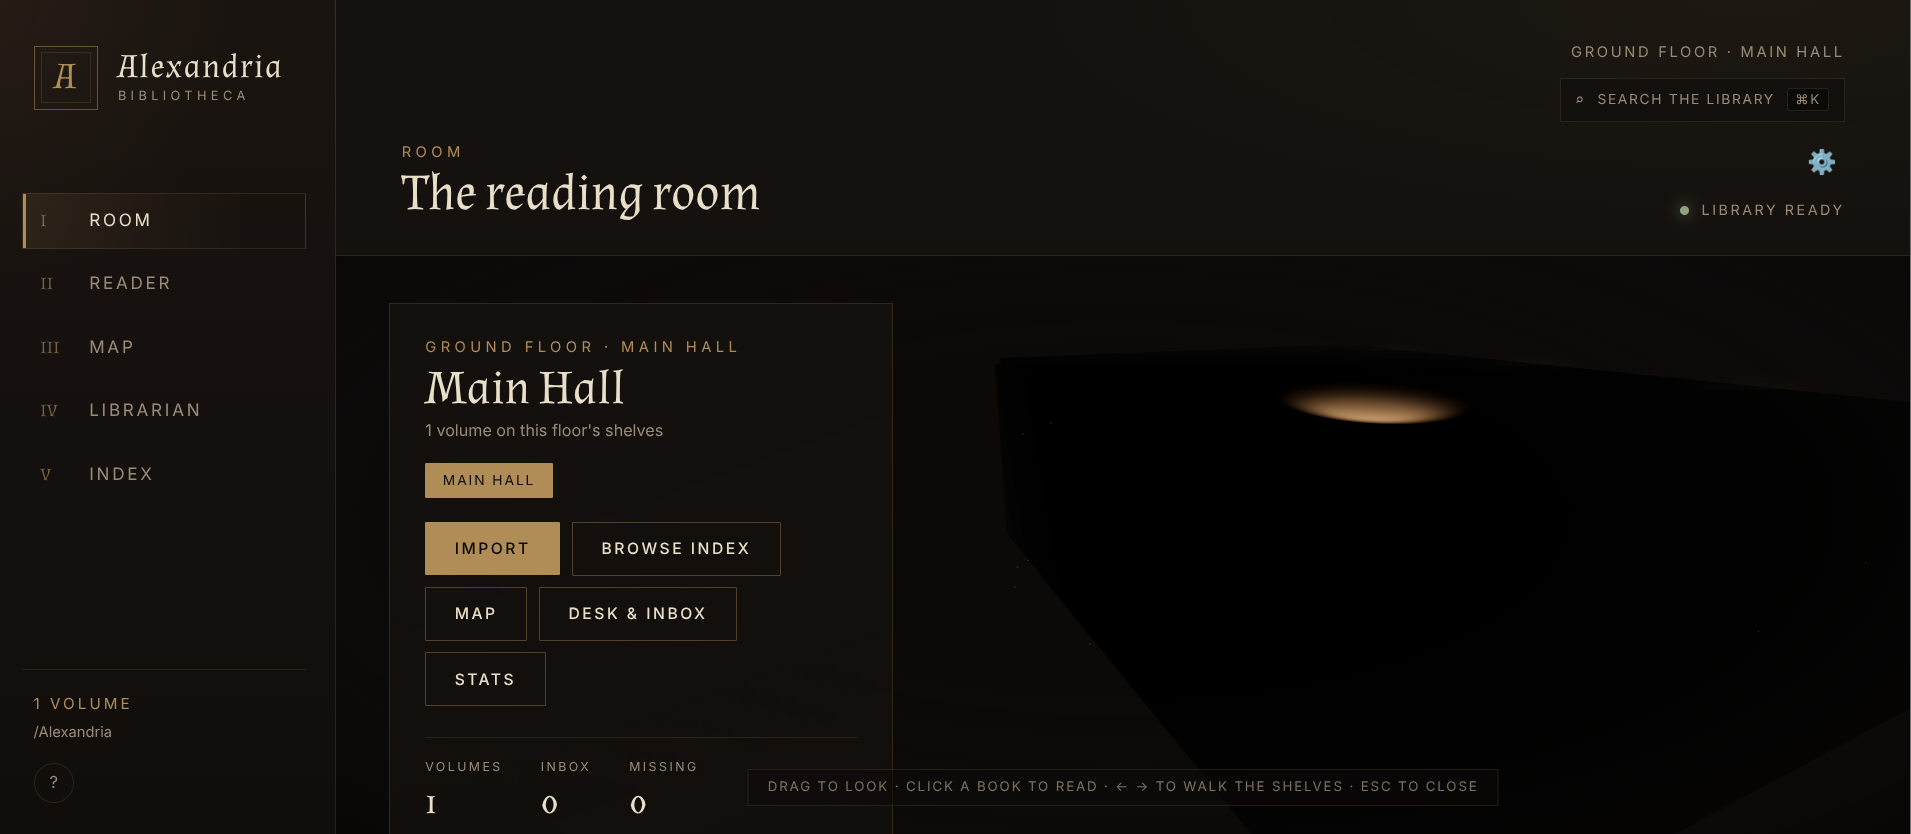 A
Alexandria
BIBLIOTHECA
I ROOM
II READER
III MAP
IV LIBRARIAN
V INDEX
1 VOLUME
/Alexandria
?
GROUND FLOOR · MAIN HALL
SEARCH THE LIBRARY ⌘K
ROOM
The reading room
LIBRARY READY
GROUND FLOOR · MAIN HALL
Main Hall
1 volume on this floor's shelves
MAIN HALL
IMPORT BROWSE INDEX
MAP DESK & INBOX
STATS
VOLUMES INBOX MISSING
1 0 0
DRAG TO LOOK · CLICK A BOOK TO READ · ← → TO WALK THE SHELVES · ESC TO CLOSE